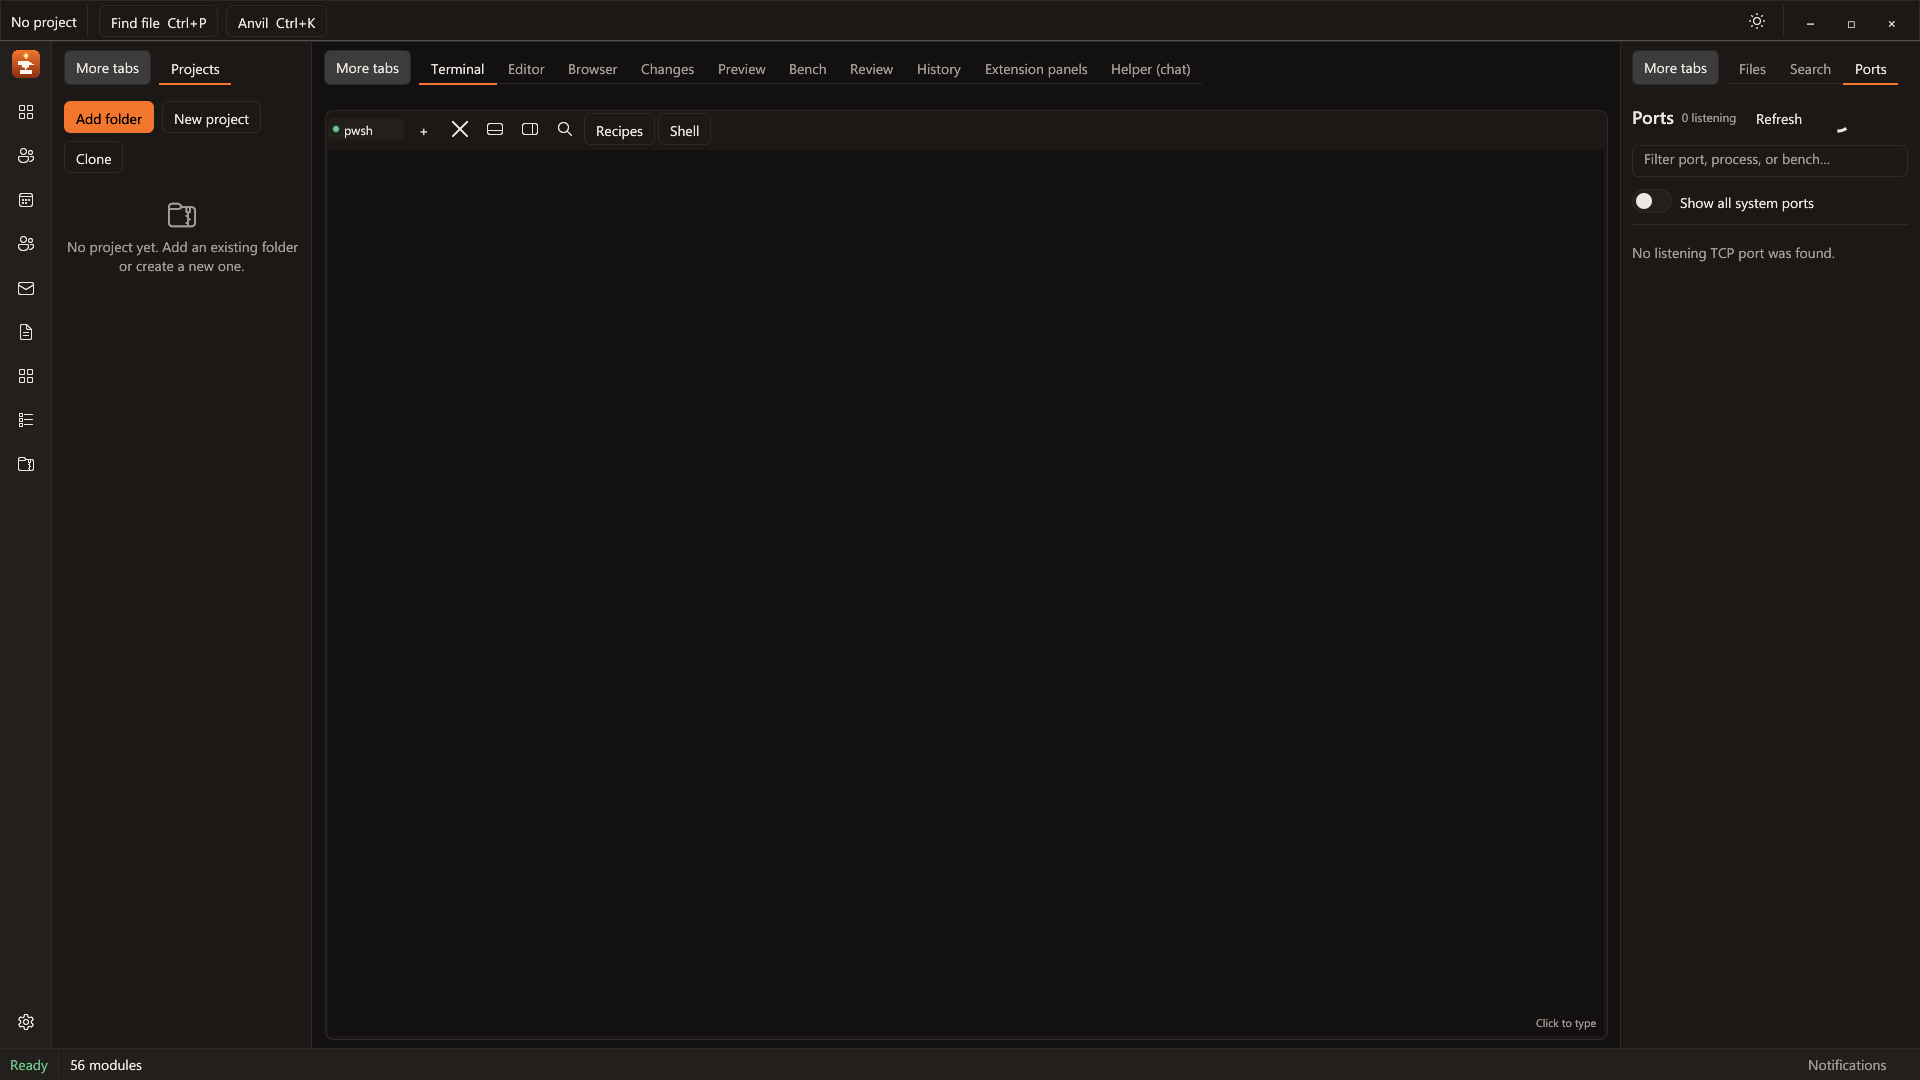 No project
Find file Ctrl+P
Anvil Ctrl+K
More tabs
Projects
Add folder
New project
Clone
No project yet. Add an existing folder
or create a new one.
More tabs
Terminal
Editor
Browser
Changes
Preview
Bench
Review
History
Extension panels
Helper (chat)
pwsh
Recipes
Shell
Click to type
More tabs
Files
Search
Ports
Ports 0 listening Refresh
Filter port, process, or bench...
Show all system ports
No listening TCP port was found.
Ready
56 modules
Notifications